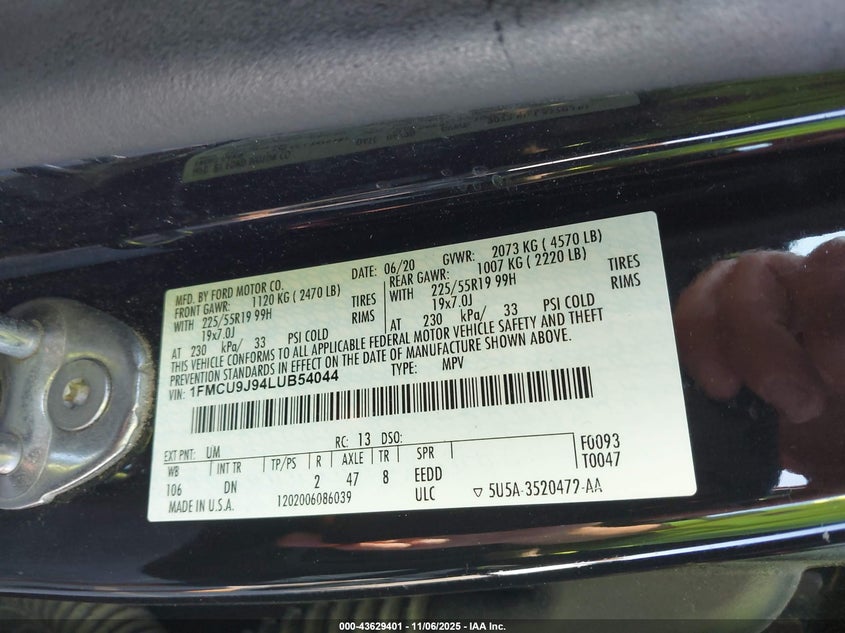 MFD. BY FORD MOTOR CO. DATE: 06/20 GVWR: 2073 KG ( 4570 LB)
FRONT GAWR: 1120 KG ( 2470 LB) REAR GAWR: 1007 KG ( 2220 LB)
WITH 225/55R19 99H TIRES WITH 225/55R19 99H TIRES
19x7.0J RIMS 19x7.0J RIMS
AT 230 kPa/ 33 PSI COLD AT 230 kPa/ 33 PSI COLD
THIS VEHICLE CONFORMS TO ALL APPLICABLE FEDERAL MOTOR VEHICLE SAFETY AND THEFT
PREVENTION STANDARDS IN EFFECT ON THE DATE OF MANUFACTURE SHOWN ABOVE.
VIN: 1FMCU9J94LUB54044 TYPE: MPV
EXT PNT: UM RC: 13 DSO: F0093
WB INT TR TP/PS R AXLE TR SPR T0047
106 DN 2 47 8 EEDD
MADE IN U.S.A. 1202006086039 ULC ▽ 5U5A-3520472-AA
000-43629401 - 11/06/2025 - IAA Inc.